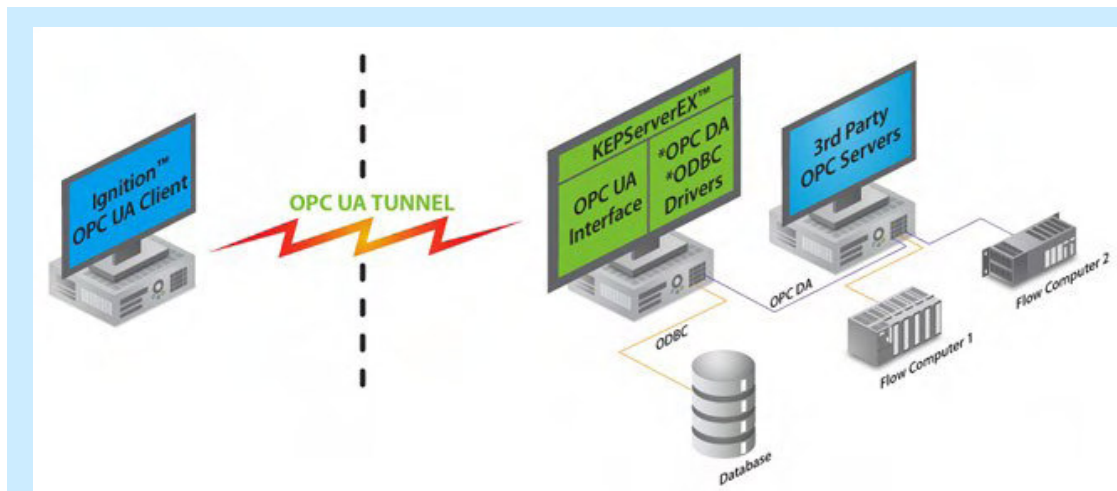 Ignition™
OPC UA Client
OPC UA TUNNEL
KEPServerEX™
OPC UA
Interface
*OPC DA
*ODBC
Drivers
3rd Party
OPC Servers
OPC DA
ODBC
Database
Flow Computer 1
Flow Computer 2